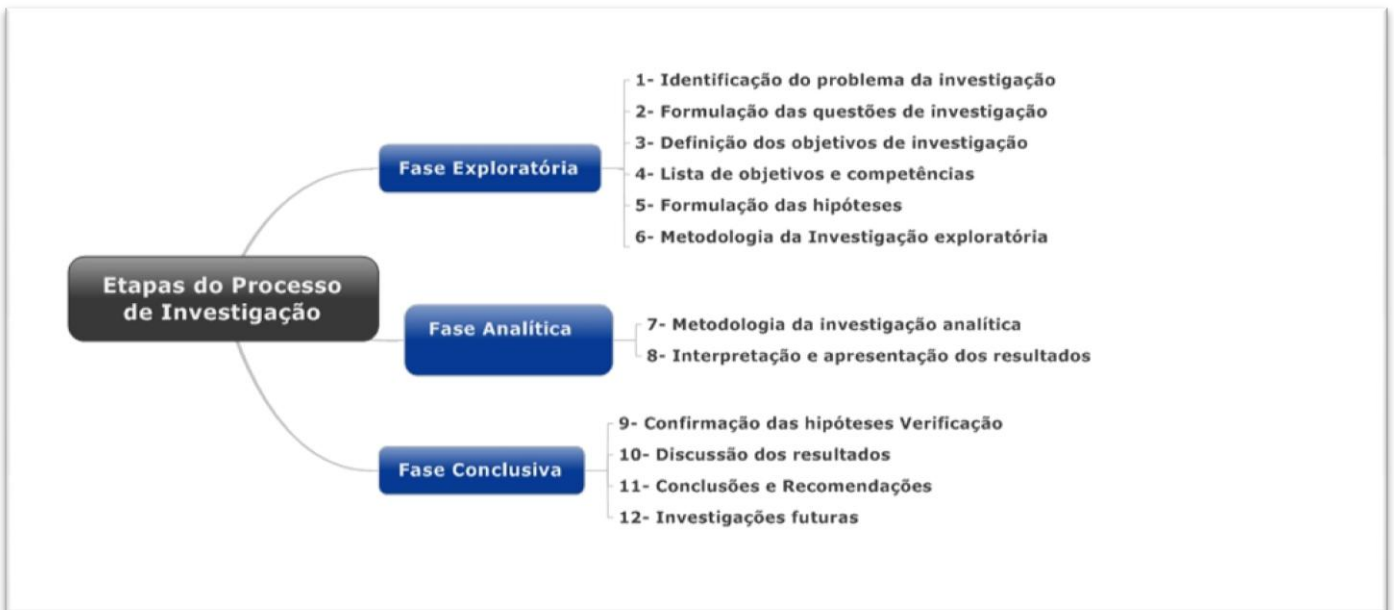 Etapas do Processo
de Investigação
Fase Exploratória
1- Identificação do problema da investigação
2- Formulação das questões de investigação
3- Definição dos objetivos de investigação
4- Lista de objetivos e competências
5- Formulação das hipóteses
6- Metodologia da Investigação exploratória
Fase Analítica
7- Metodologia da investigação analítica
8- Interpretação e apresentação dos resultados
Fase Conclusiva
9- Confirmação das hipóteses Verificação
10- Discussão dos resultados
11- Conclusões e Recomendações
12- Investigações futuras